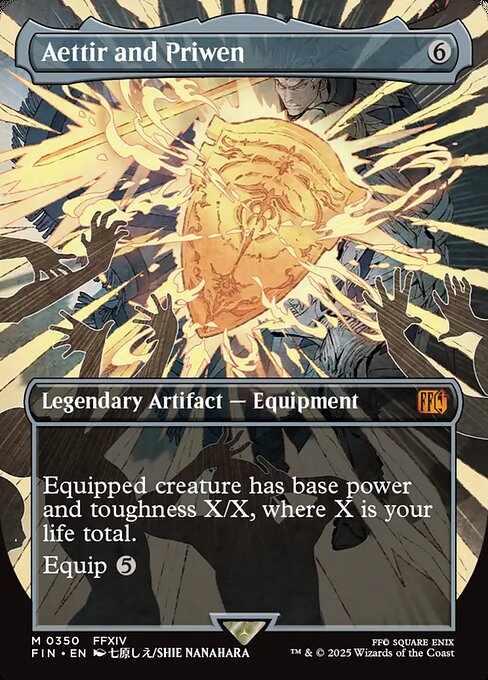 Aettir and Priwen 6
Legendary Artifact — Equipment FFC
Equipped creature has base power
and toughness X/X, where X is your
life total.
Equip 5
M 0350 FFXIV
FIN • EN 七原しえ/SHIE NANAHARA
FF© SQUARE ENIX
™ & © 2025 Wizards of the Coast